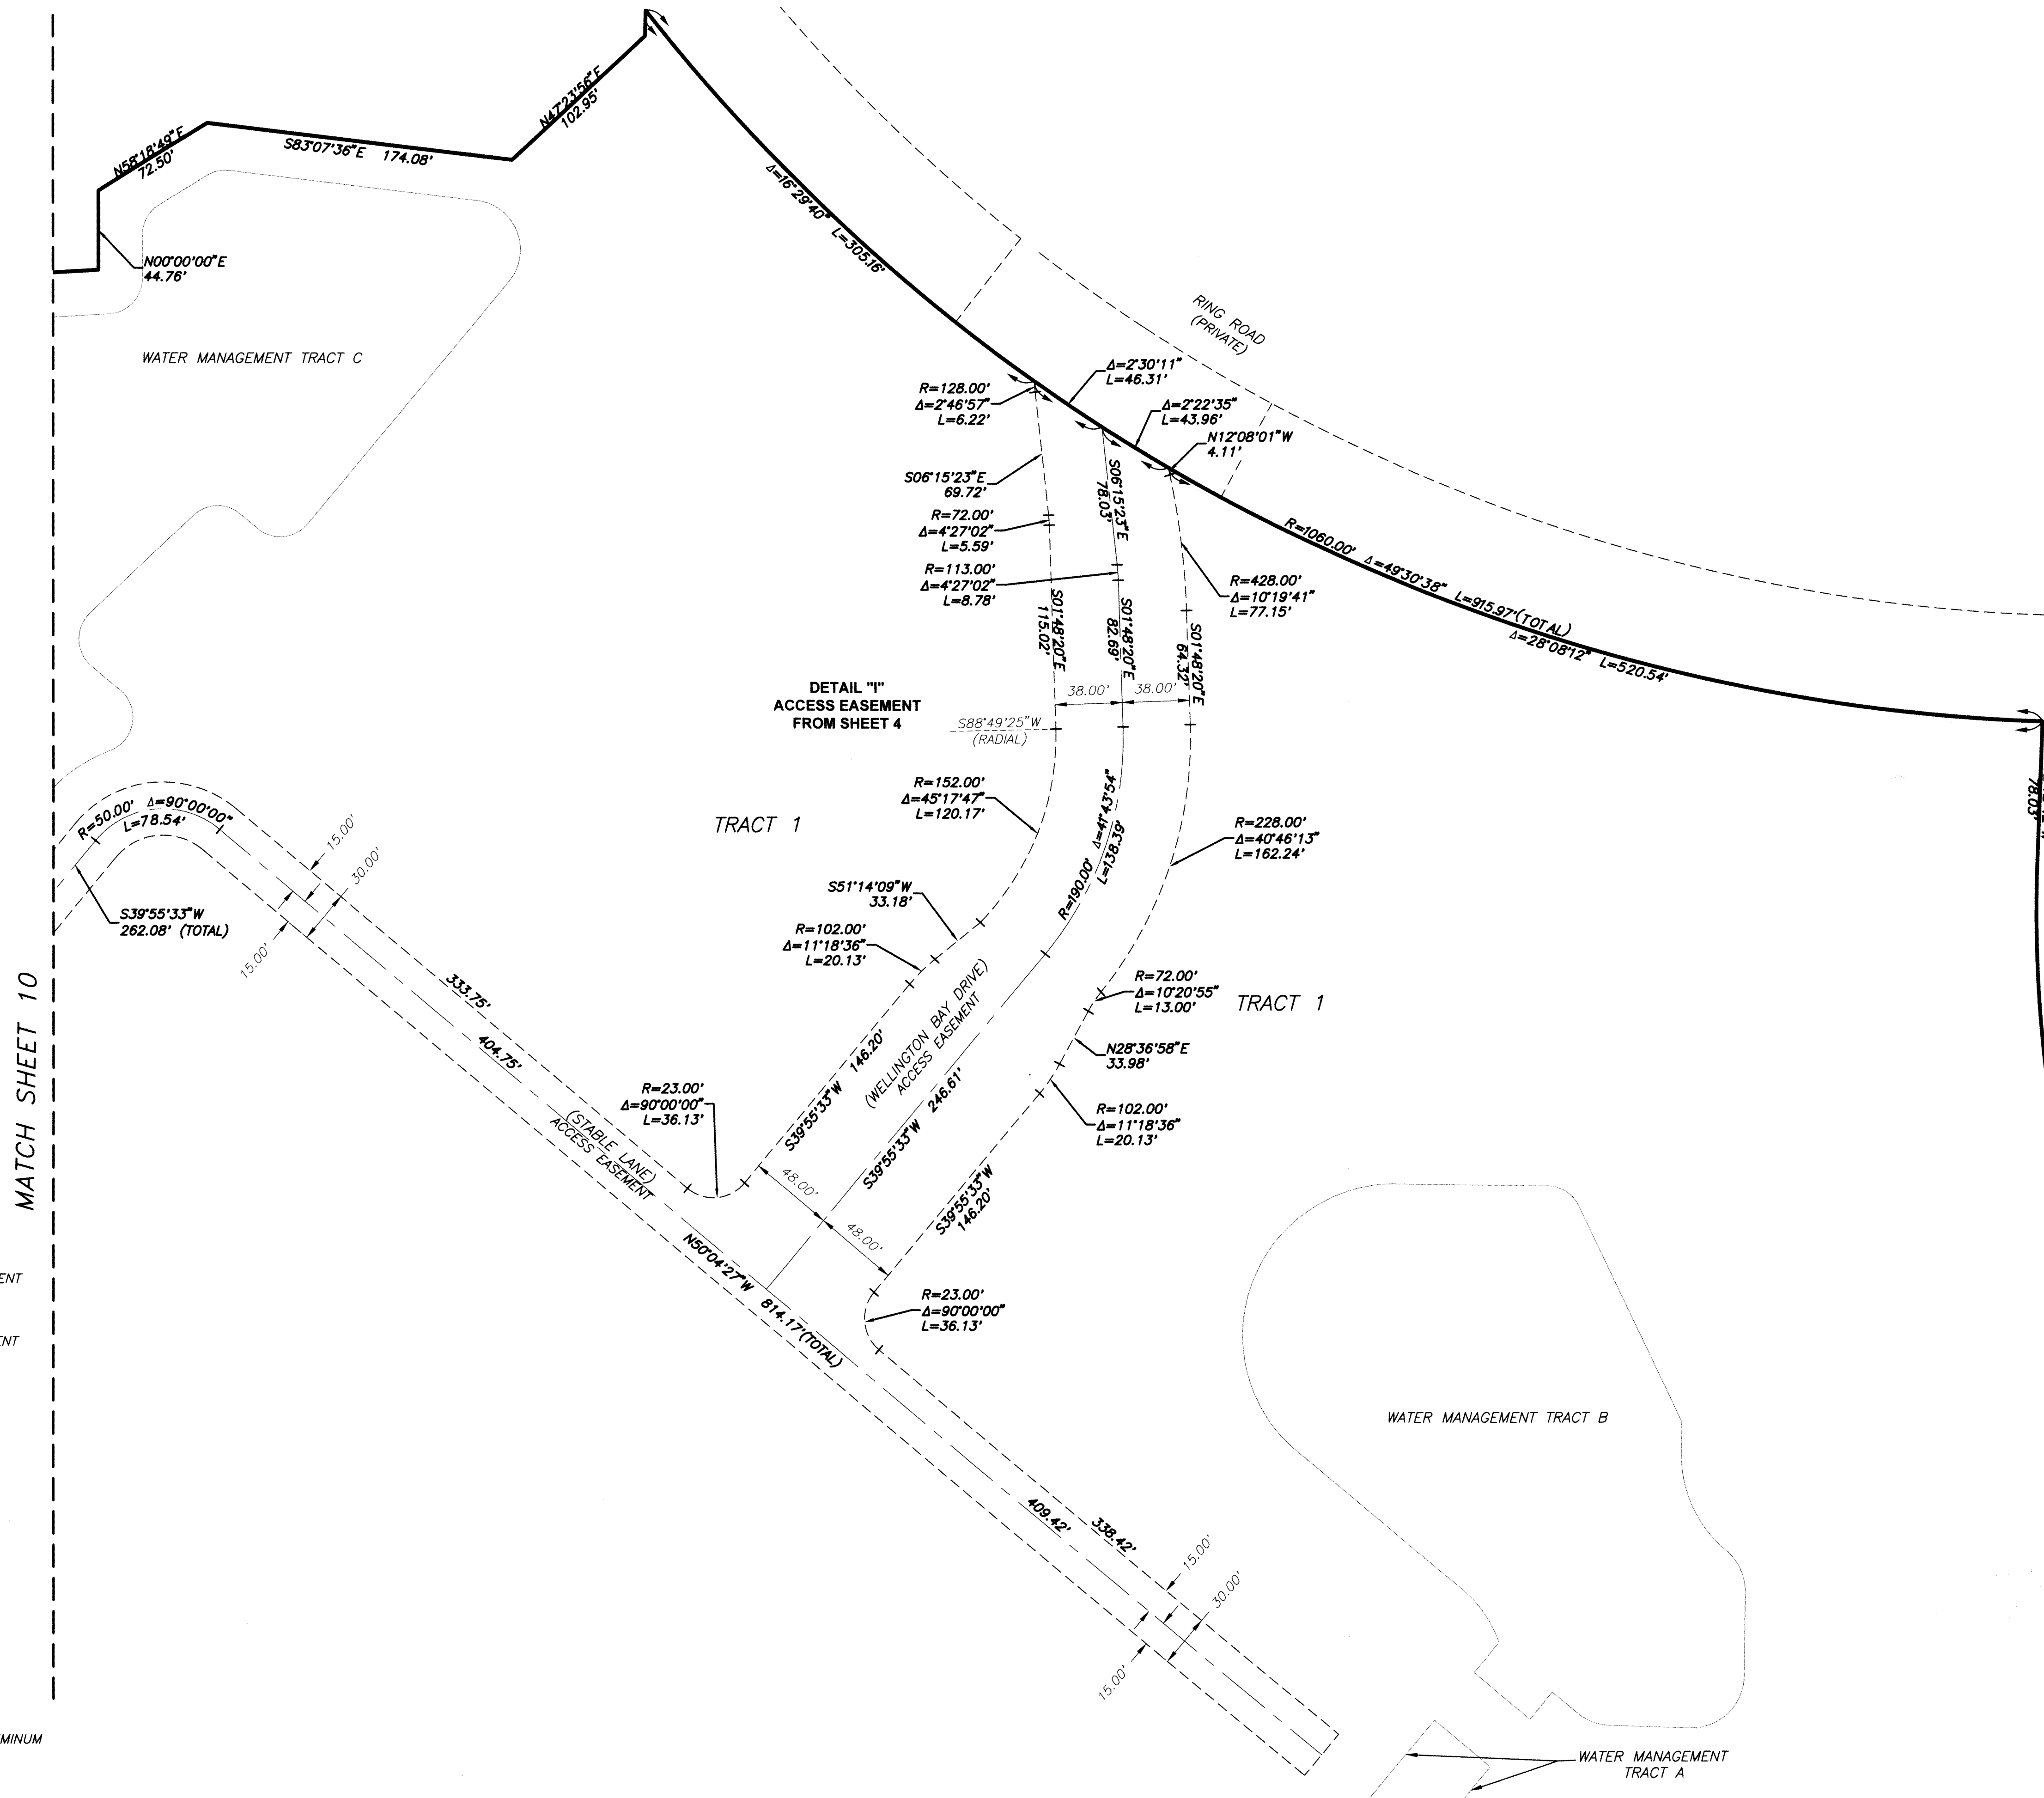 N58°18'49"E
72.50'
S83°07'36"E 174.08'
N47°23'56"E
102.95'
N00°00'00"E
44.76'
WATER MANAGEMENT TRACT C
Δ=16°29'40" L=305.16'
RING ROAD
(PRIVATE)
R=128.00'
Δ=2°46'57"
L=6.22'
Δ=2°30'11"
L=46.31'
Δ=2°22'35"
L=43.96'
N12°08'01"W
4.11'
S06°15'23"E
69.72'
S06°15'23"E
78.03'
R=72.00'
Δ=4°27'02"
L=5.59'
R=113.00'
Δ=4°27'02"
L=8.78'
R=428.00'
Δ=10°19'41"
L=77.15'
R=1060.00' Δ=49°30'38" L=915.97'(TOTAL)
Δ=28°08'12" L=520.54'
S01°48'20"E
115.02'
S01°48'20"E
82.69'
S01°48'20"E
64.32'
38.00'
38.00'
DETAIL "I"
ACCESS EASEMENT
FROM SHEET 4
S88°49'25"W
(RADIAL)
78.03'
R=152.00'
Δ=45°17'47"
L=120.17'
R=190.00' Δ=41°43'54"
L=138.39'
R=228.00'
Δ=40°46'13"
L=162.24'
TRACT 1
R=50.00' Δ=90°00'00"
L=78.54'
15.00'
30.00'
15.00'
S39°55'33"W
262.08' (TOTAL)
S51°14'09"W
33.18'
R=102.00'
Δ=11°18'36"
L=20.13'
R=72.00'
Δ=10°20'55"
L=13.00'
TRACT 1
N28°36'58"E
33.98'
R=102.00'
Δ=11°18'36"
L=20.13'
MATCH SHEET 10
333.75'
404.75'
(STABLE LANE)
ACCESS EASEMENT
R=23.00'
Δ=90°00'00"
L=36.13'
S39°55'33"W 146.20'
(WELLINGTON BAY DRIVE)
ACCESS EASEMENT
S39°55'33"W 246.61'
S39°55'33"W
146.20'
48.00'
48.00'
N50°04'27"W 814.17'(TOTAL)
R=23.00'
Δ=90°00'00"
L=36.13'
ENT
ENT
WATER MANAGEMENT TRACT B
409.42'
338.42'
15.00'
30.00'
15.00'
MINUM
WATER MANAGEMENT
TRACT A